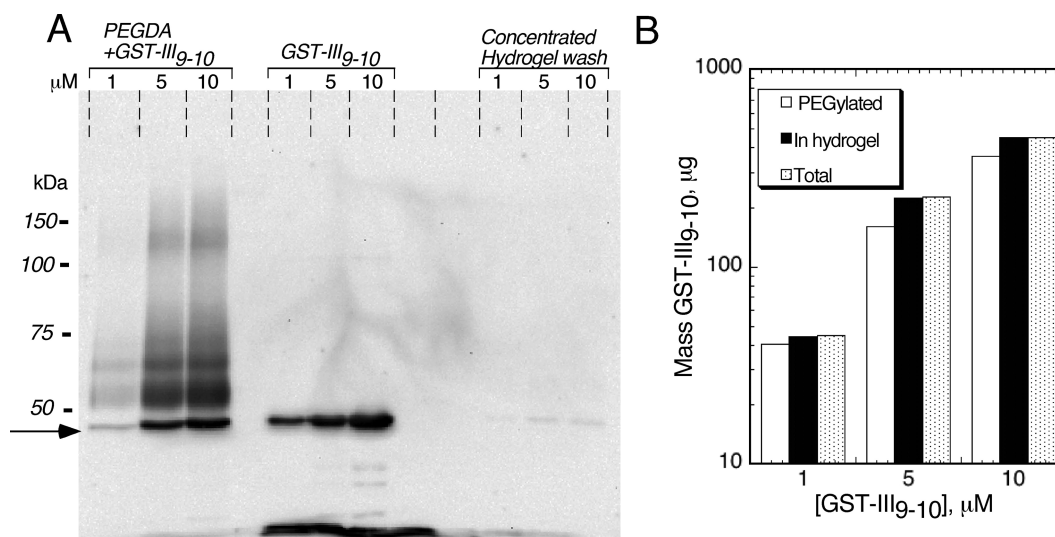 A
PEGDA
+GST-III9-10
GST-III9-10
Concentrated
Hydrogel wash
μM 1 5 10 1 5 10 1 5 10
kDa
150
100
75
50
B
1000
100
10
Mass GST-III9-10, μg
PEGylated
In hydrogel
Total
1 5 10
[GST-III9-10], μM